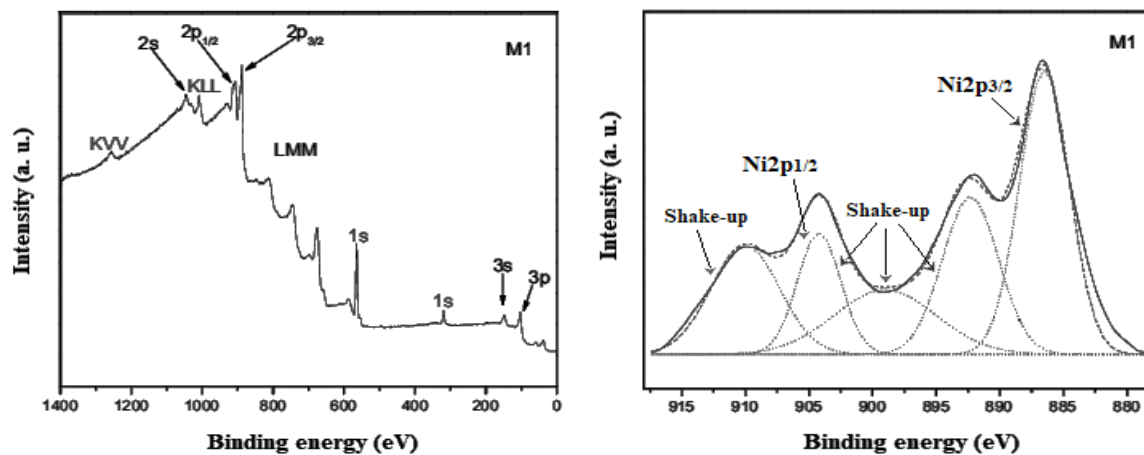 M1
2s
2p1/2
2p3/2
KLL
KVV
LMM
1s
1s
3s
3p
Intensity (a. u.)
1400 1200 1000 800 600 400 200 0
Binding energy (eV)
M1
Ni2p3/2
Ni2p1/2
Shake-up
Shake-up
Intensity (a. u.)
915 910 905 900 895 890 885 880
Binding energy (eV)